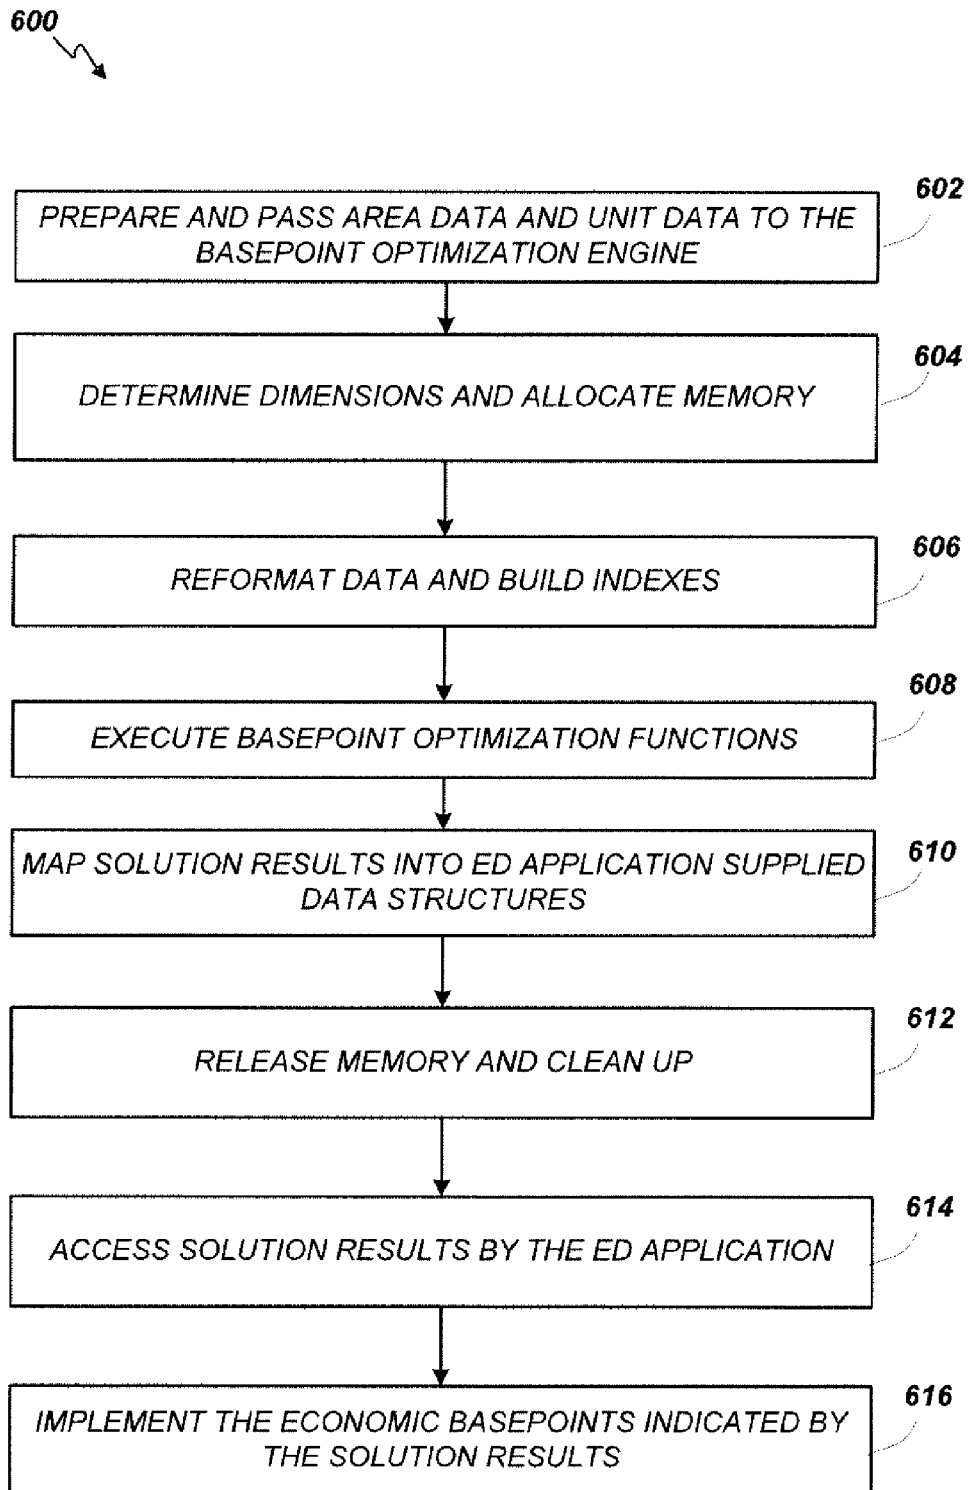 600
602
PREPARE AND PASS AREA DATA AND UNIT DATA TO THE
BASEPOINT OPTIMIZATION ENGINE
604
DETERMINE DIMENSIONS AND ALLOCATE MEMORY
606
REFORMAT DATA AND BUILD INDEXES
608
EXECUTE BASEPOINT OPTIMIZATION FUNCTIONS
610
MAP SOLUTION RESULTS INTO ED APPLICATION SUPPLIED
DATA STRUCTURES
612
RELEASE MEMORY AND CLEAN UP
614
ACCESS SOLUTION RESULTS BY THE ED APPLICATION
616
IMPLEMENT THE ECONOMIC BASEPOINTS INDICATED BY
THE SOLUTION RESULTS